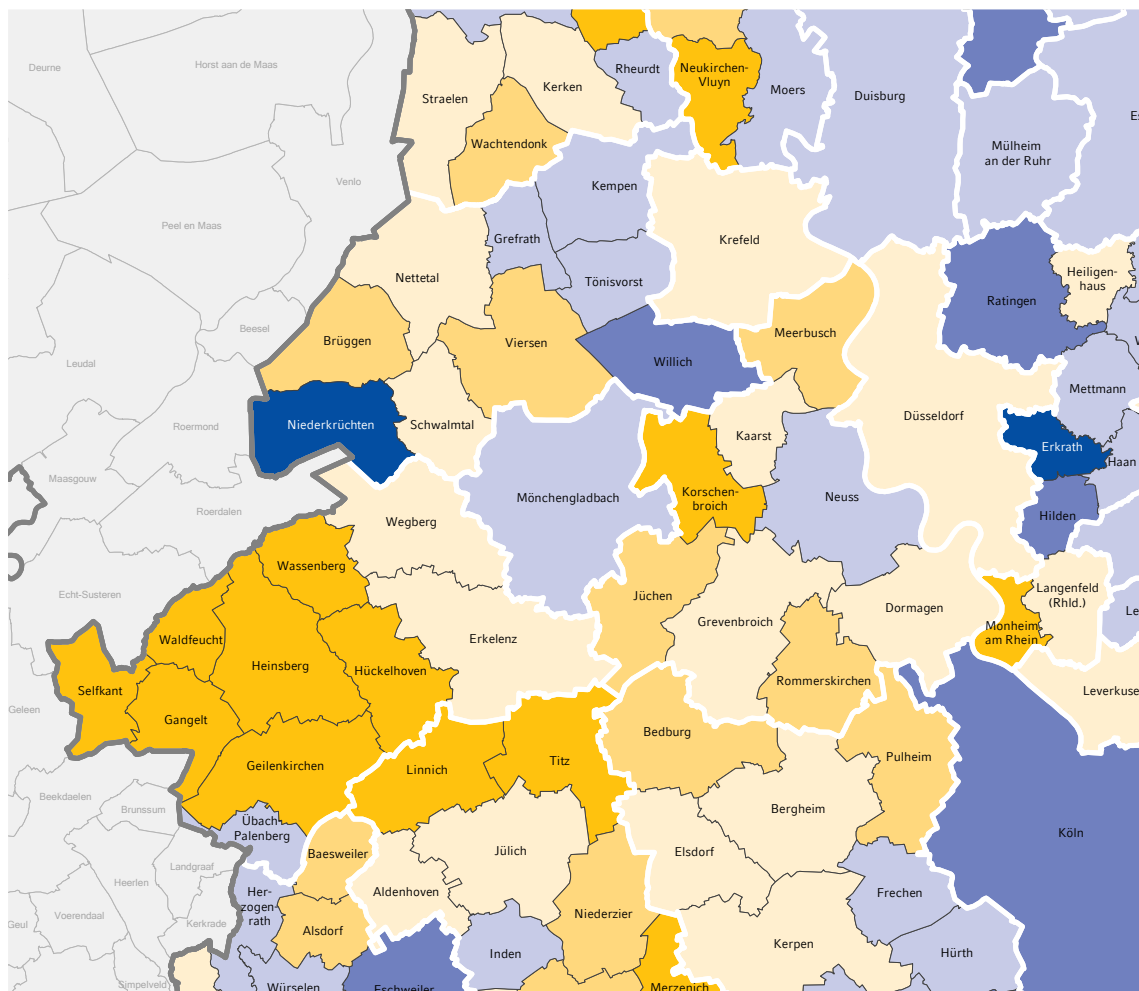 Deurne
Horst aan de Maas
Straelen
Kerken
Rheurdt
Neukirchen-
Vluyn
Moers
Duisburg
Mülheim
an der Ruhr
Wachtendonk
Venlo
Kempen
Peel en Maas
Grefrath
Krefeld
Nettetal
Tönisvorst
Ratingen
Heiligen-
haus
Beesel
Brüggen
Viersen
Willich
Meerbusch
Leudal
Mettmann
Roermond
Niederkrüchten
Schwalmtal
Kaarst
Düsseldorf
Erkrath
Haan
Maasgouw
Mönchengladbach
Korschen-
broich
Neuss
Roerdalen
Wegberg
Hilden
Wassenberg
Echt-Susteren
Jüchen
Langenfeld
(Rhld.)
Dormagen
Le
Waldfeucht
Erkelenz
Grevenbroich
Monheim
am Rhein
Heinsberg
Hückelhoven
Rommerskirchen
Selfkant
Leverkuse
Geleen
Gangelt
Bedburg
Geilenkirchen
Linnich
Titz
Pulheim
Beekdaelen
Brunssum
Bergheim
Übach-
Palenberg
Köln
Baesweiler
Jülich
Elsdorf
Landgraaf
Heerlen
Her-
zogen-
rath
Aldenhoven
Frechen
Voerendaal
Geul
Kerkrade
Alsdorf
Niederzier
Kerpen
Inden
Hürth
Simpelveld
Würselen
Eschweiler
Merzenich